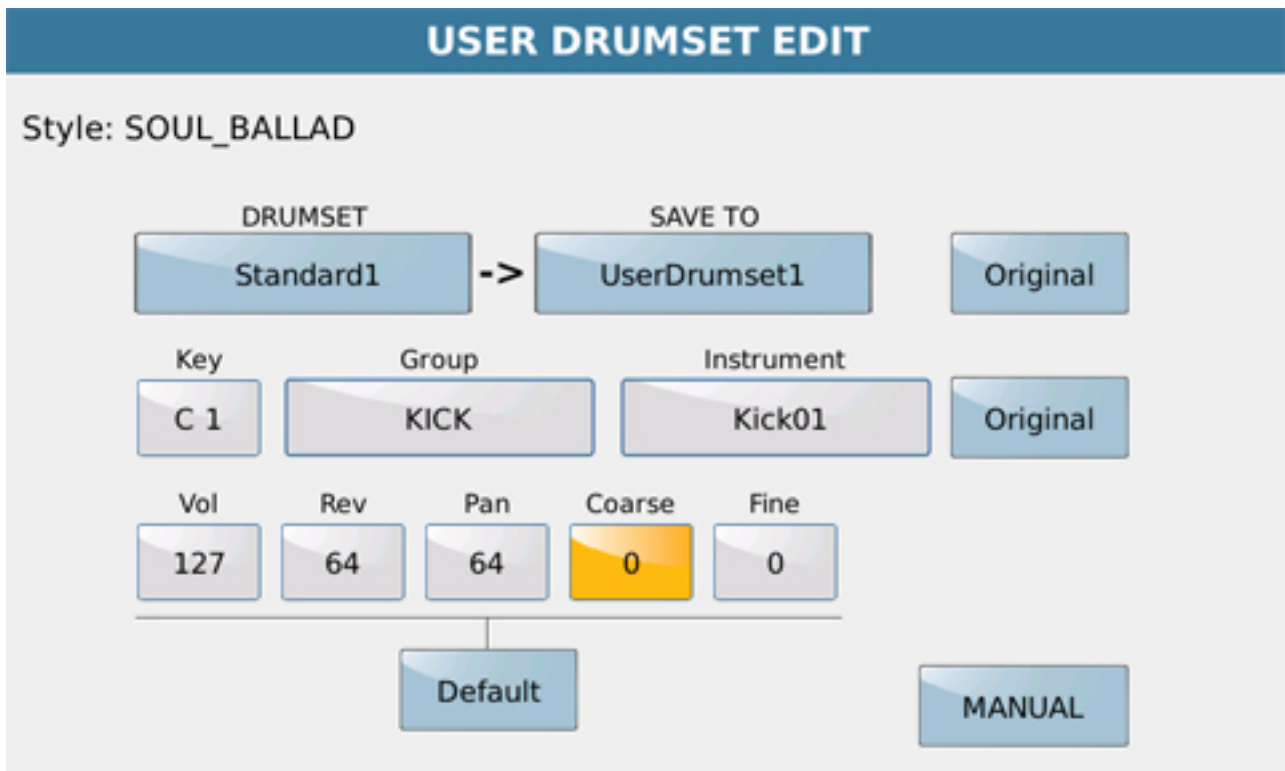 USER DRUMSET EDIT
Style: SOUL_BALLAD
DRUMSET SAVE TO
Standard1 -> UserDrumset1 Original
Key Group Instrument
C 1 KICK Kick01 Original
Vol Rev Pan Coarse Fine
127 64 64 0 0
Default
MANUAL